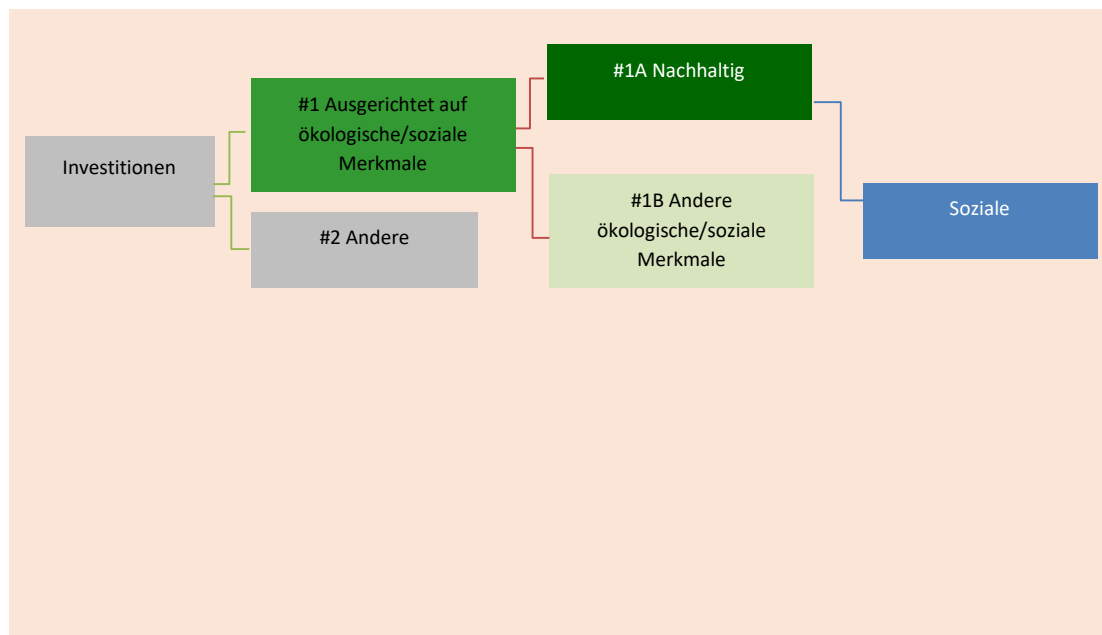 Investitionen
#1 Ausgerichtet auf
ökologische/soziale
Merkmale
#2 Andere
#1A Nachhaltig
#1B Andere
ökologische/soziale
Merkmale
Soziale